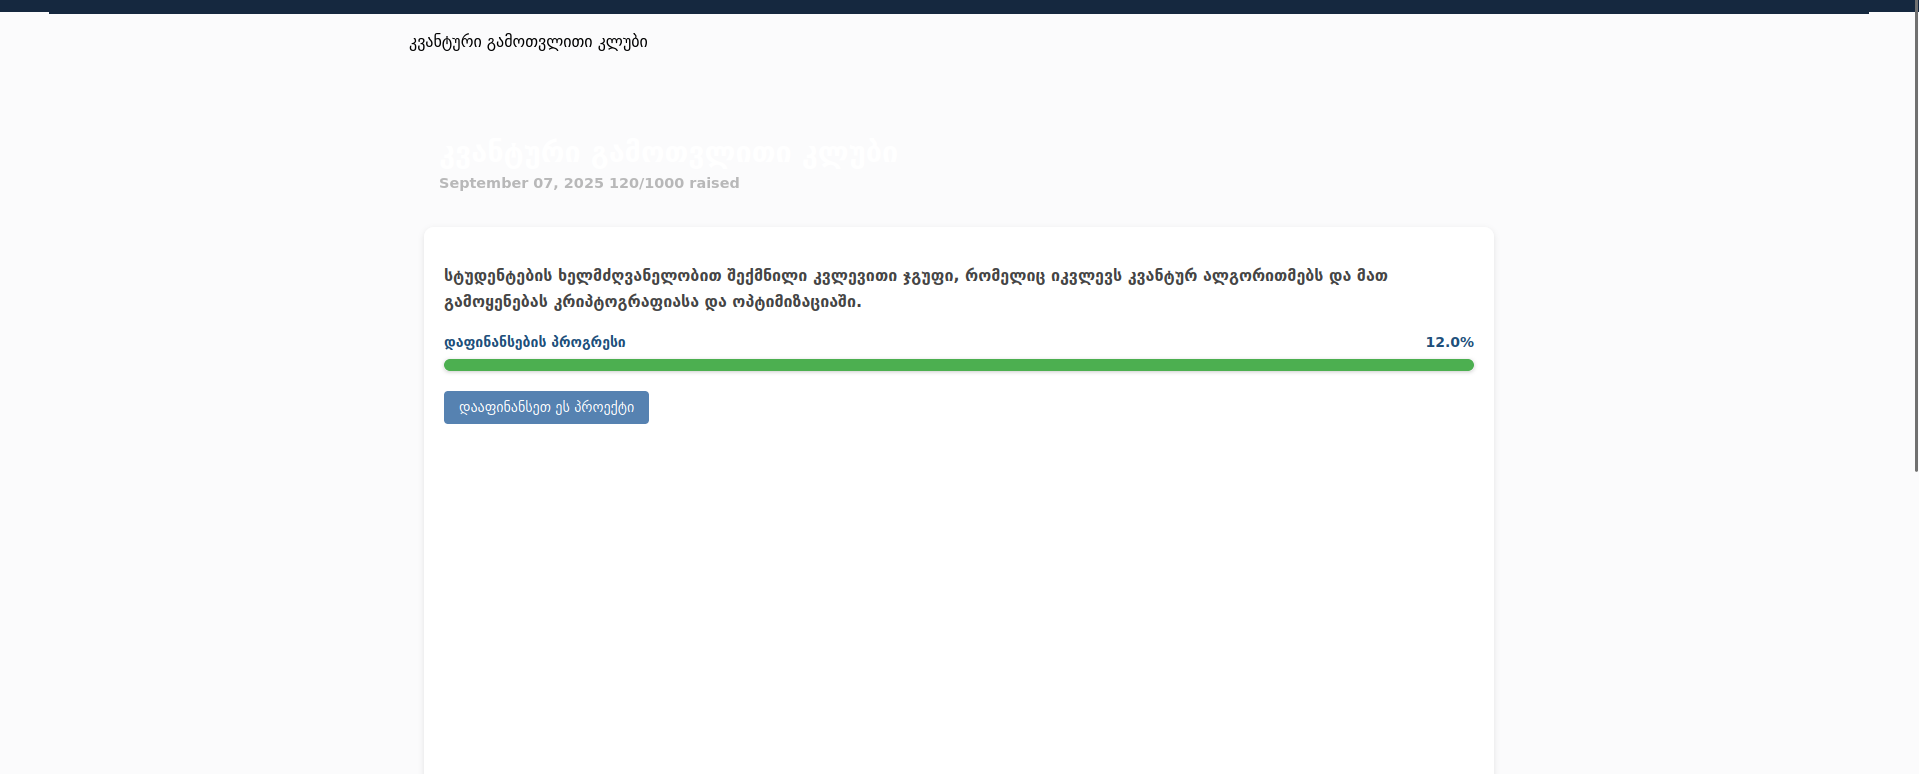 კვანტური გამოთვლითი კლუბი
კვანტური გამოთვლითი კლუბი
September 07, 2025 120/1000 raised
სტუდენტების ხელმძღვანელობით შექმნილი კვლევითი ჯგუფი, რომელიც იკვლევს კვანტურ ალგორითმებს და მათ
გამოყენებას კრიპტოგრაფიასა და ოპტიმიზაციაში.
დაფინანსების პროგრესი 12.0%
დააფინანსეთ ეს პროექტი